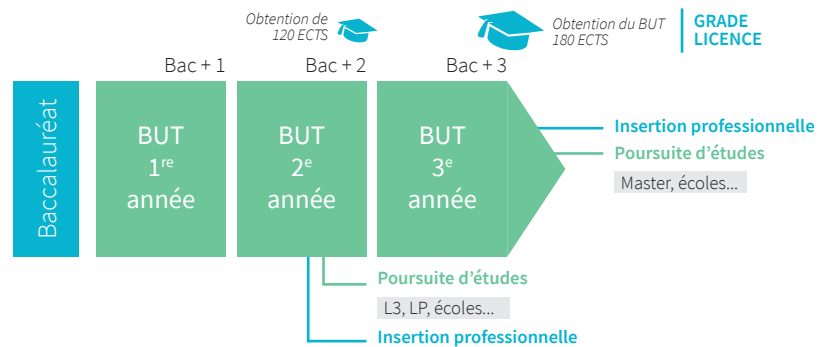 Obtention de
120 ECTS
Obtention du BUT
180 ECTS
GRADE
LICENCE
Bac + 1
Bac + 2
Bac + 3
Baccalauréat
BUT
1re
année
BUT
2e
année
BUT
3e
année
Insertion professionnelle
Poursuite d'études
Master, écoles...
Poursuite d'études
L3, LP, écoles...
Insertion professionnelle